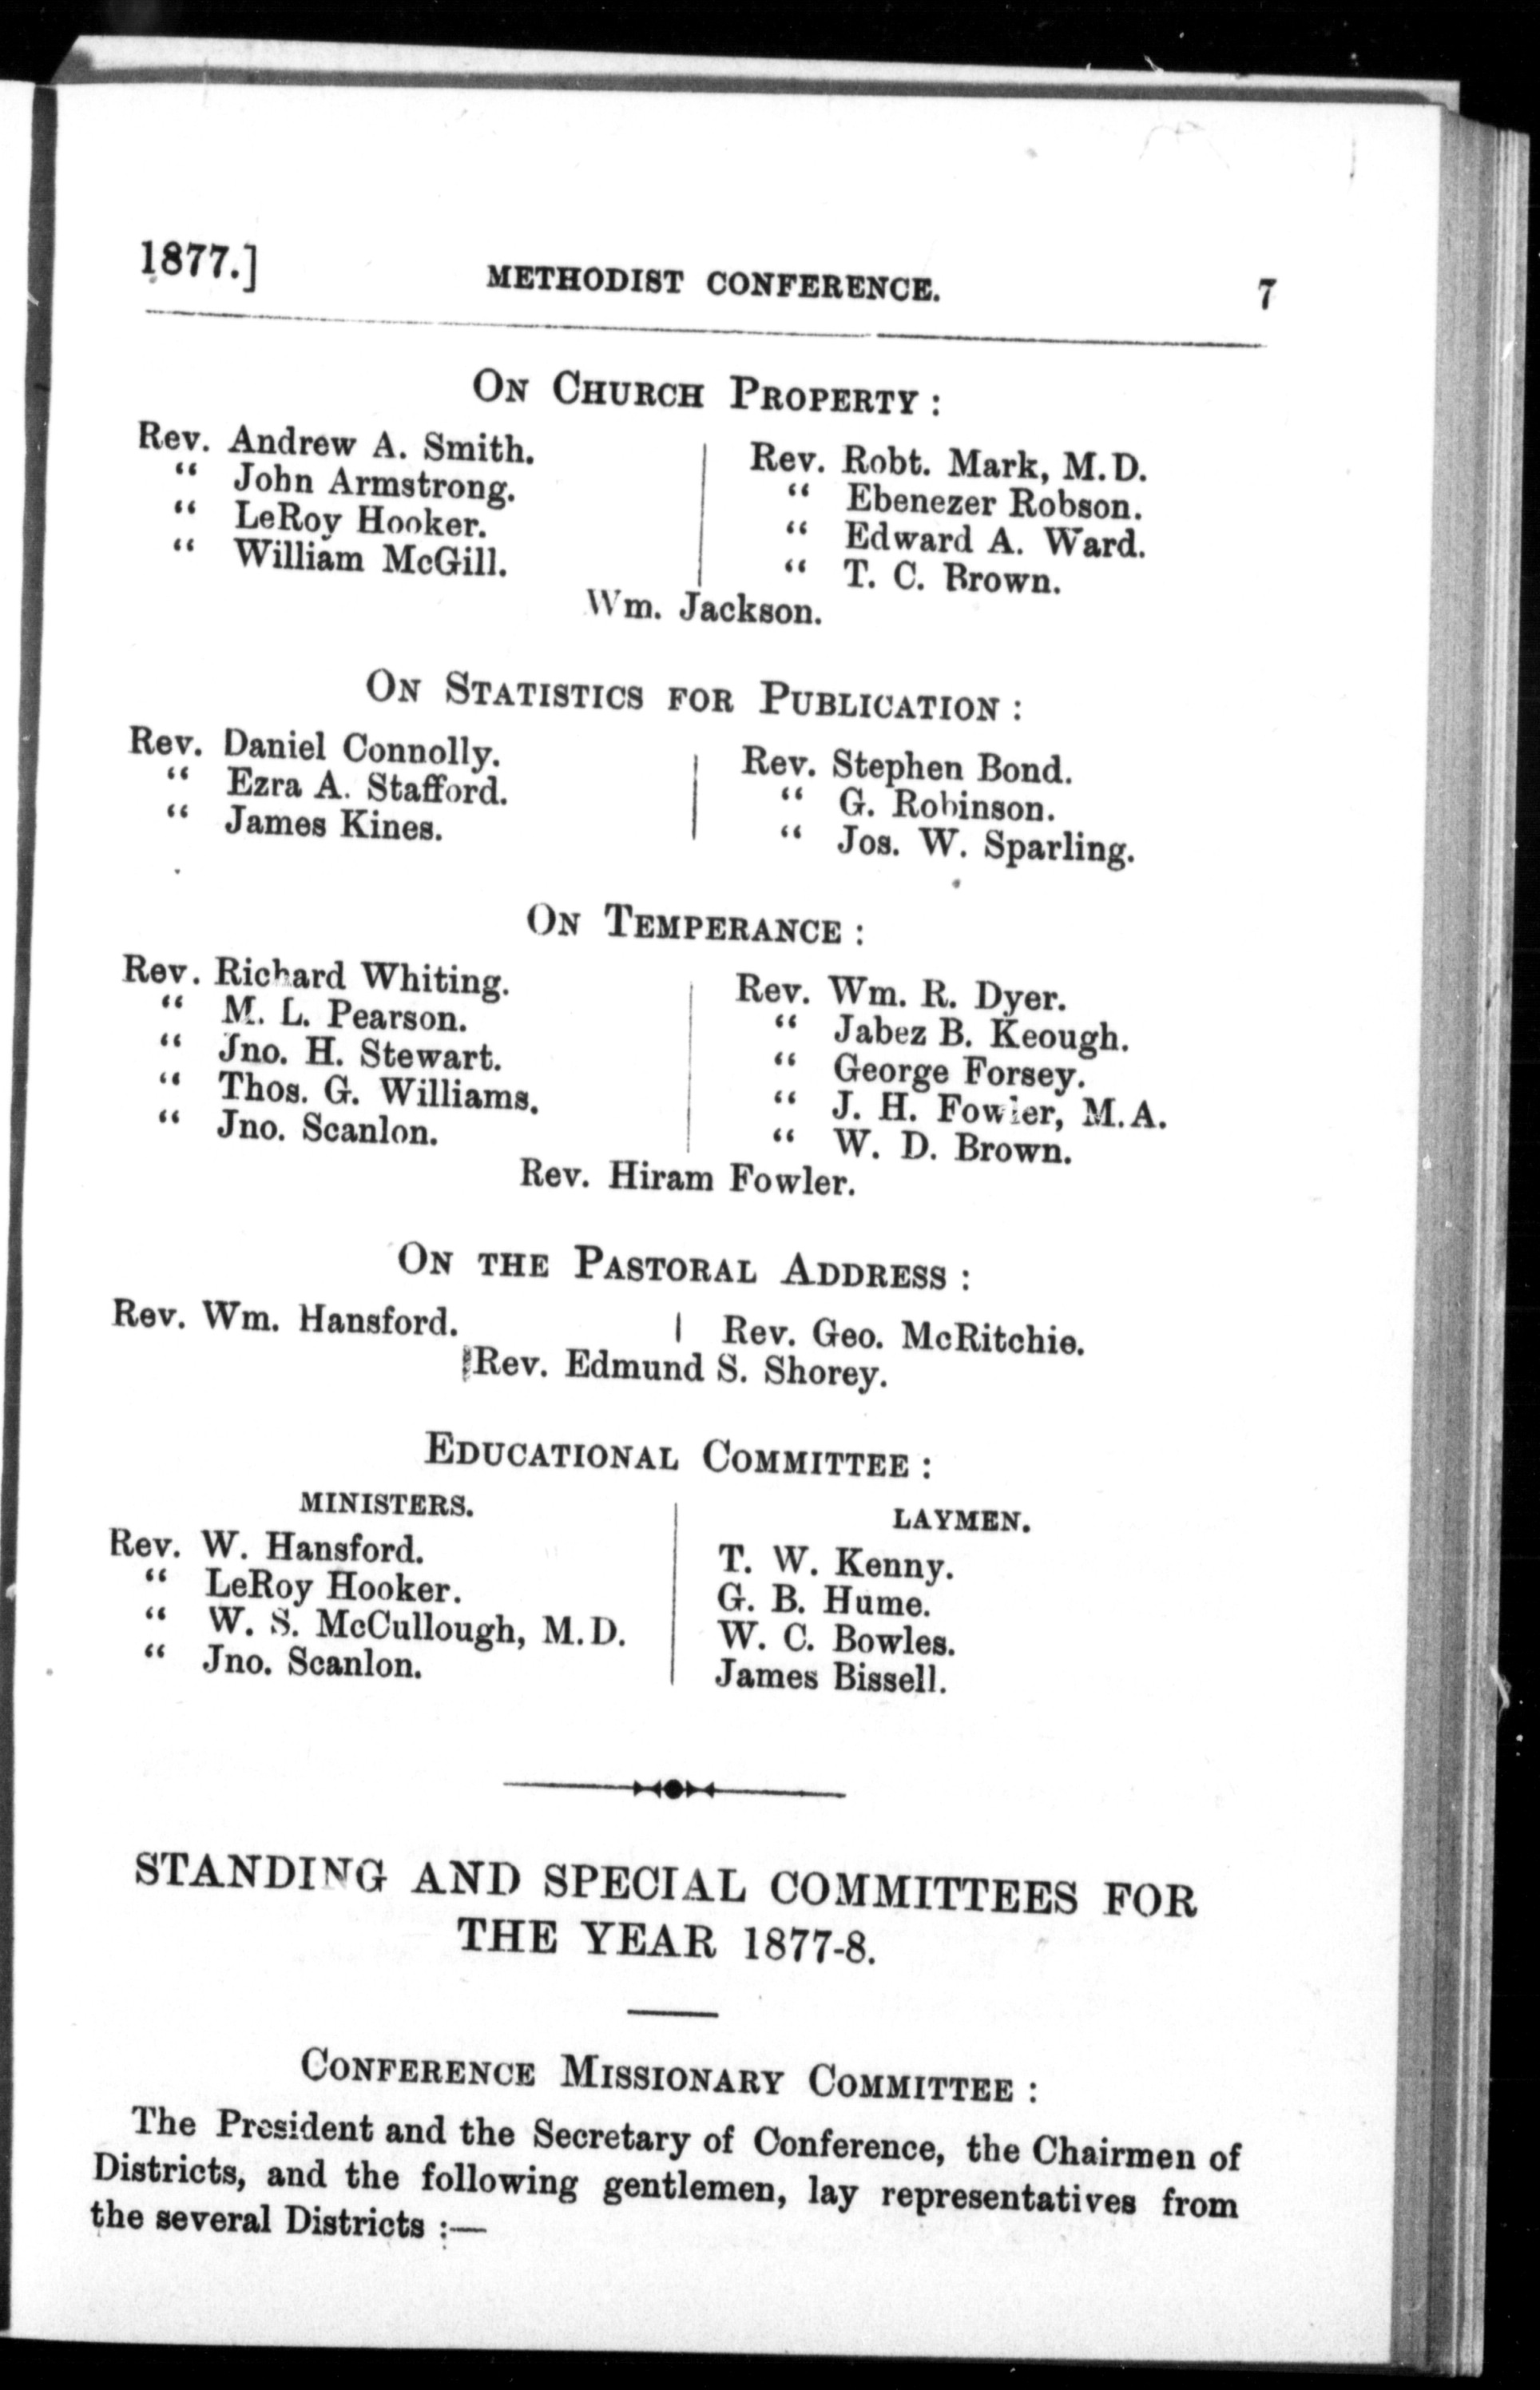 1877.] METHODIST CONFERENCE. 7
ON CHURCH PROPERTY :
Rev. Andrew A. Smith.
“ John Armstrong.
“ LeRoy Hooker.
“ William McGill.
Rev. Robt. Mark, M.D.
“ Ebenezer Robson.
“ Edward A. Ward.
“ T. C. Brown.
Wm. Jackson.
ON STATISTICS FOR PUBLICATION :
Rev. Daniel Connolly.
“ Ezra A. Stafford.
“ James Kines.
Rev. Stephen Bond.
“ G. Robinson.
“ Jos. W. Sparling.
ON TEMPERANCE :
Rev. Richard Whiting.
“ M. L. Pearson.
“ Jno. H. Stewart.
“ Thos. G. Williams.
“ Jno. Scanlon.
Rev. Wm. R. Dyer.
“ Jabez B. Keough.
“ George Forsey.
“ J. H. Fowler, M.A.
“ W. D. Brown.
Rev. Hiram Fowler.
ON THE PASTORAL ADDRESS :
Rev. Wm. Hansford. | Rev. Geo. McRitchie.
Rev. Edmund S. Shorey.
EDUCATIONAL COMMITTEE :
MINISTERS.
Rev. W. Hansford.
“ LeRoy Hooker.
“ W. S. McCullough, M.D.
“ Jno. Scanlon.
LAYMEN.
T. W. Kenny.
G. B. Hume.
W. C. Bowles.
James Bissell.
STANDING AND SPECIAL COMMITTEES FOR
THE YEAR 1877-8.
CONFERENCE MISSIONARY COMMITTEE :
The President and the Secretary of Conference, the Chairmen of
Districts, and the following gentlemen, lay representatives from
the several Districts :—